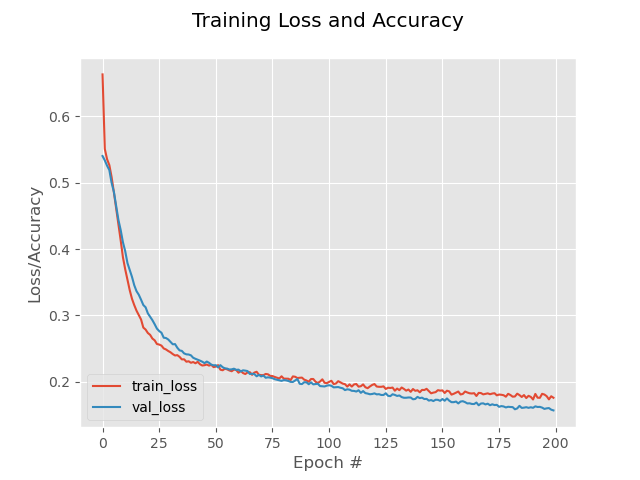 Training Loss and Accuracy
Loss/Accuracy
0.6
0.5
0.4
0.3
0.2
train_loss
val_loss
0 25 50 75 100 125 150 175 200
Epoch #